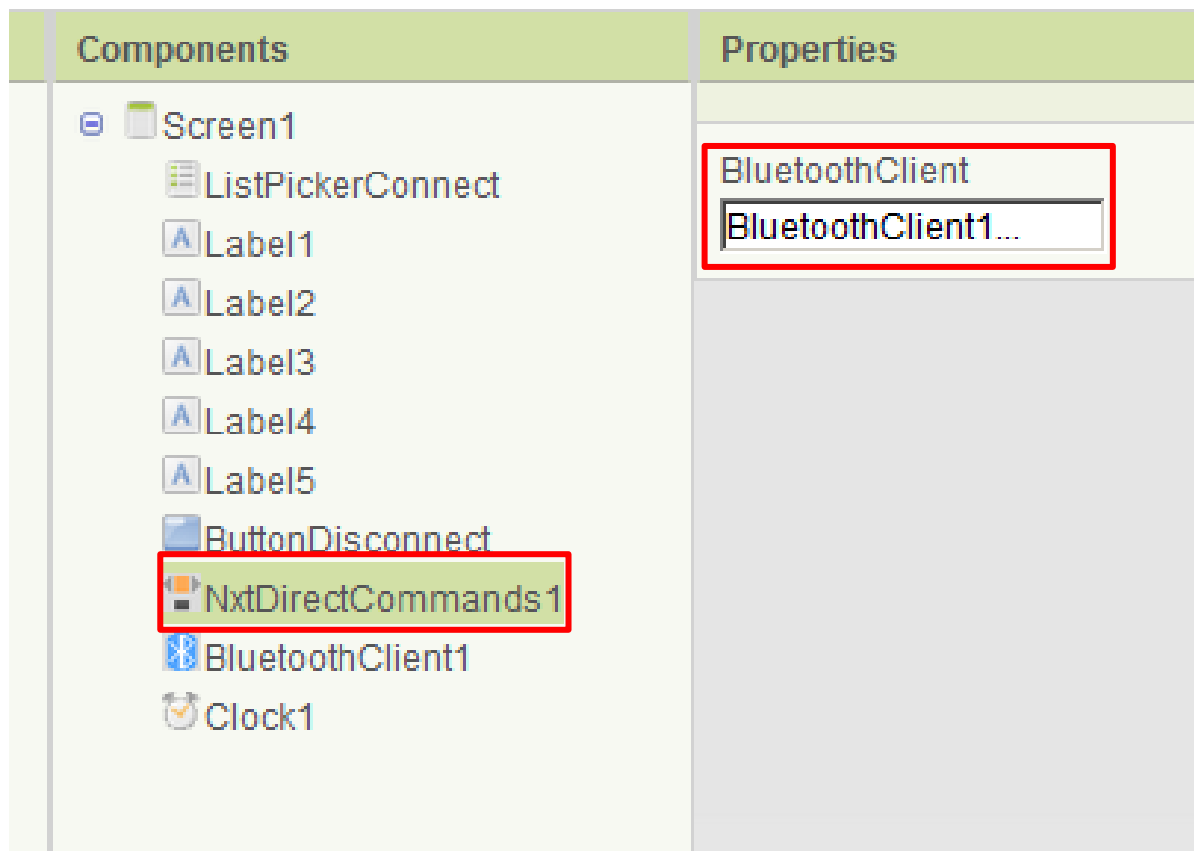 Components
Screen1
ListPickerConnect
Label1
Label2
Label3
Label4
Label5
ButtonDisconnect
NxtDirectCommands1
BluetoothClient1
Clock1
Properties
BluetoothClient
BluetoothClient1...